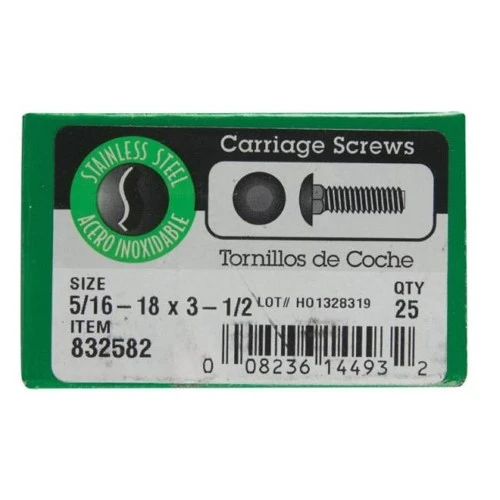 STAINLESS STEEL
ACERO INOXIDABLE
Carriage Screws
Tornillos de Coche
SIZE
5/16 – 18 x 3 – 1/2
LOT// HO1328319
QTY
25
ITEM
832582
0 08236 14493 2